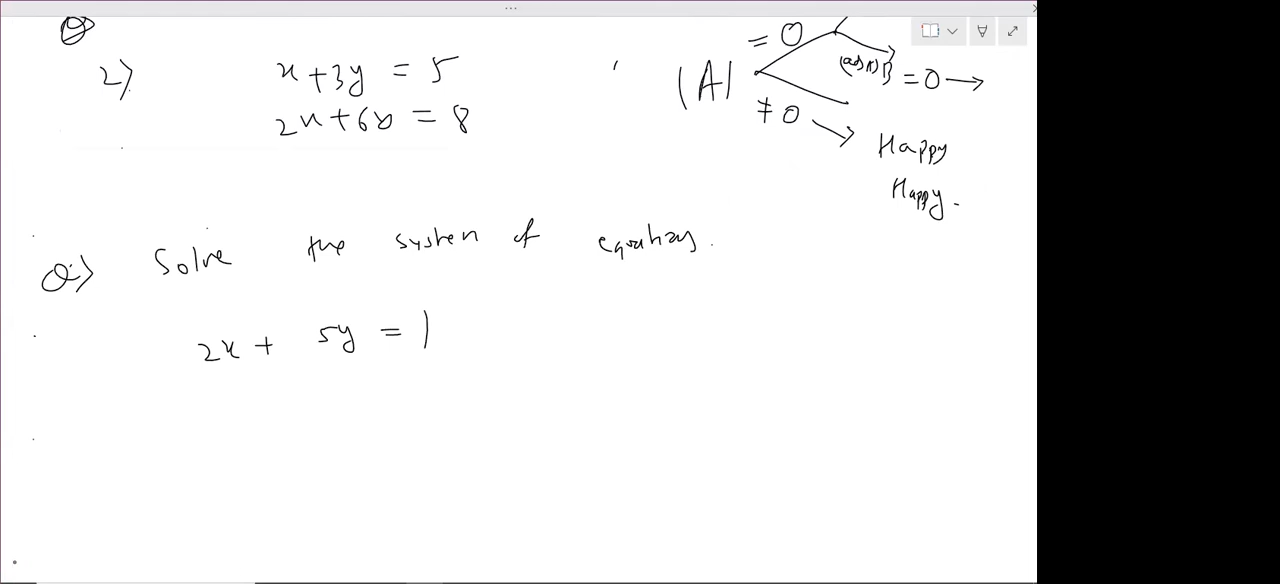 Q
= 0
2) x + 3y = 5
|A| (adj A) B = 0 →
2x + 6y = 8
≠ 0 → Happy
Happy.
Q:) Solve the system of equations.
2x + 5y = 1